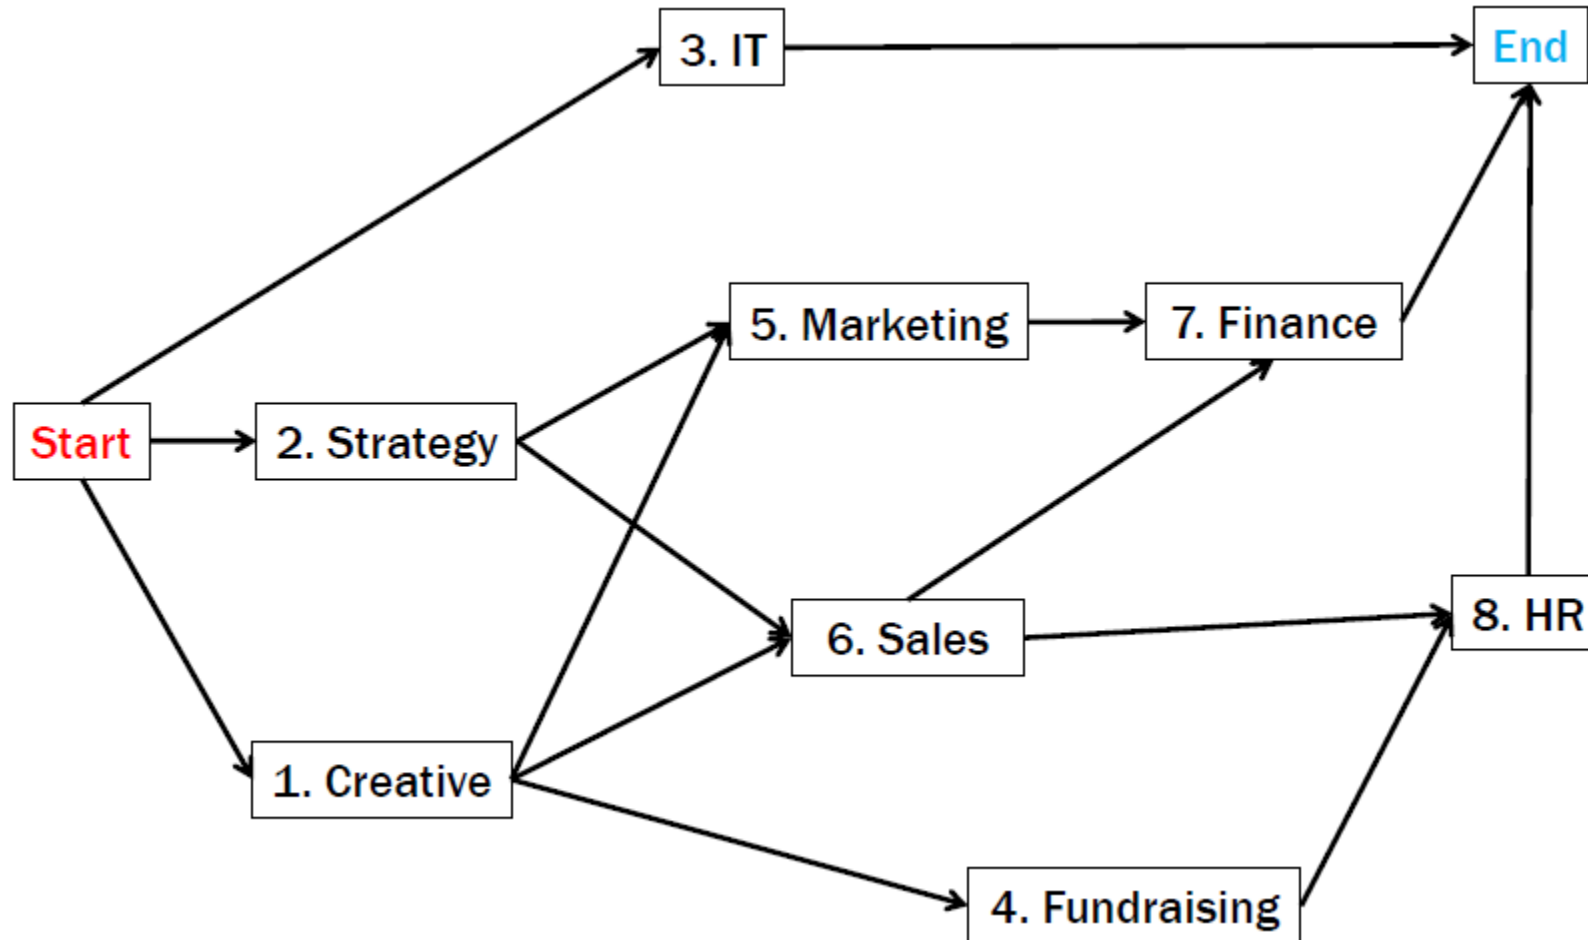 3. IT
End
5. Marketing
7. Finance
Start
2. Strategy
6. Sales
8. HR
1. Creative
4. Fundraising